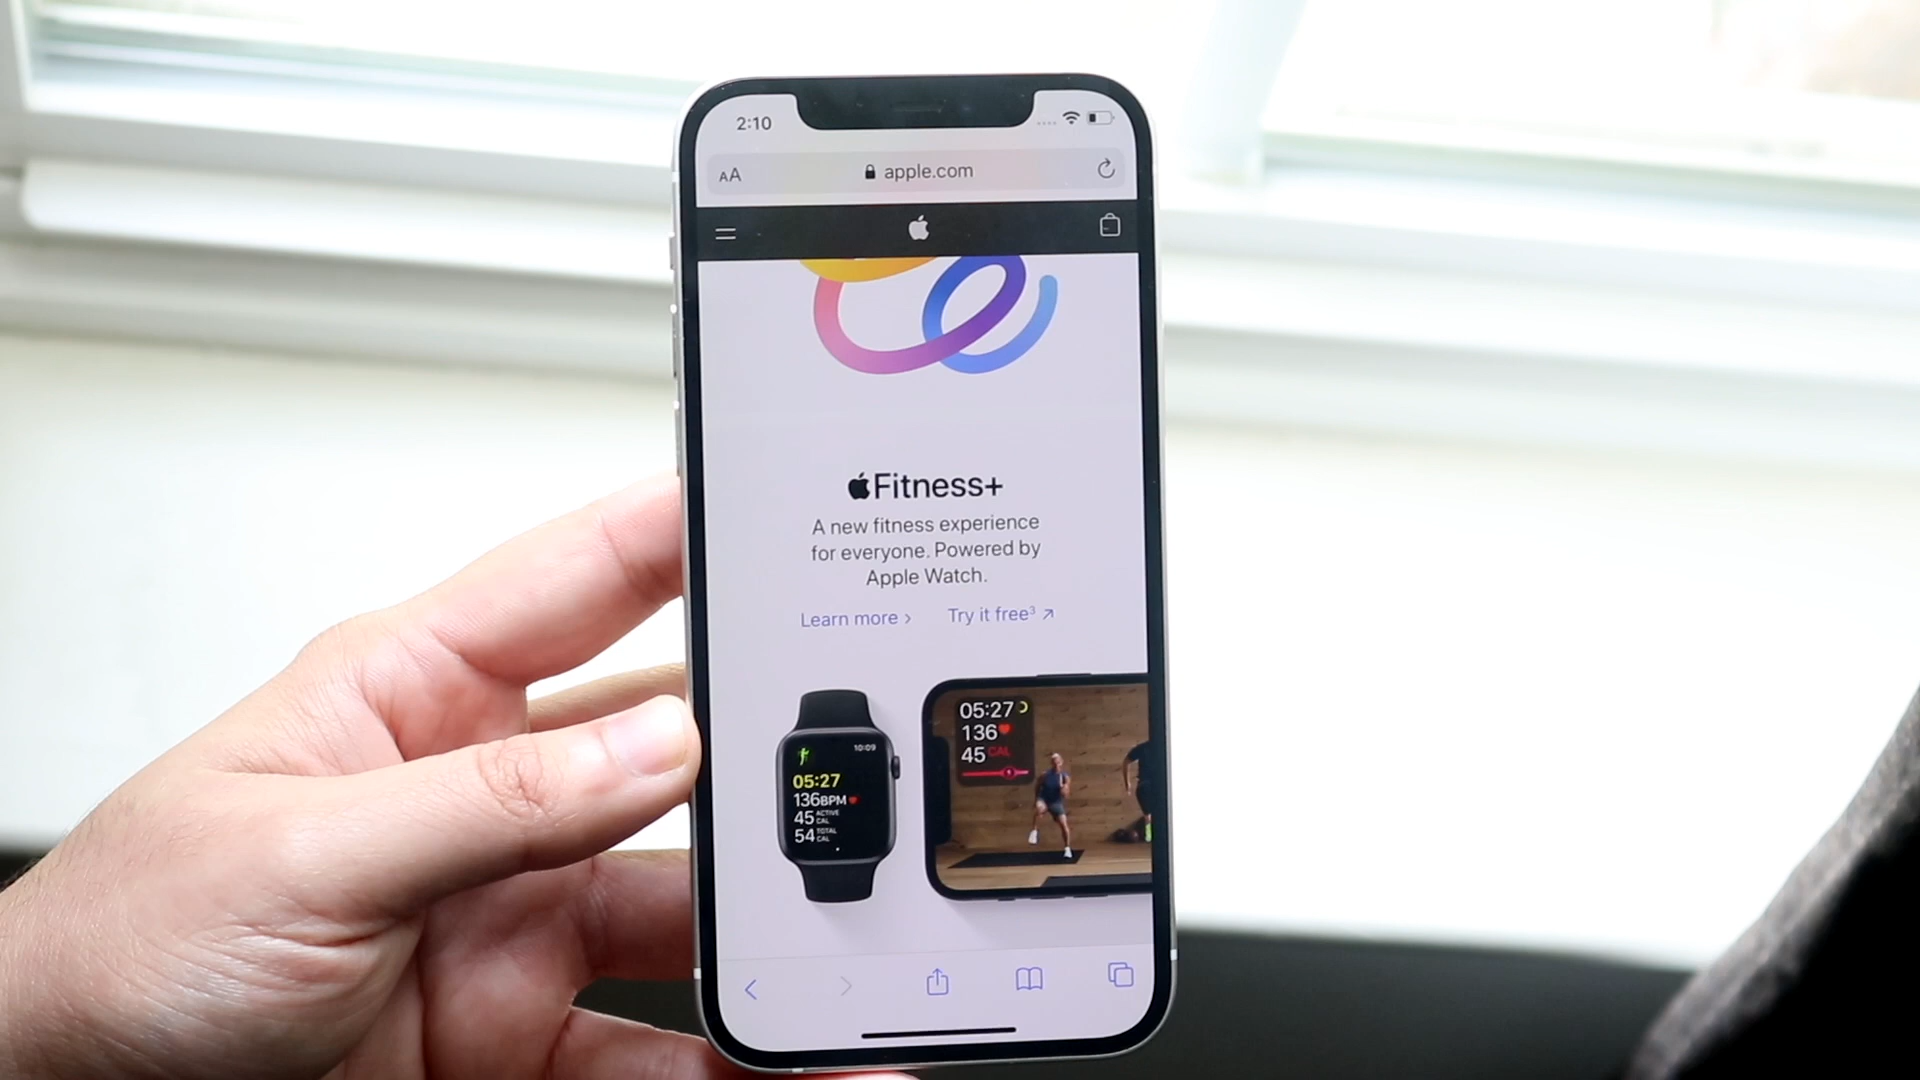 2:10
AA
apple.com
Fitness+
A new fitness experience
for everyone. Powered by
Apple Watch.
Learn more >
Try it free³ ↗
10:09
05:27
136BPM
45 ACTIVE CAL
54 TOTAL CAL
05:27
136
45 CAL